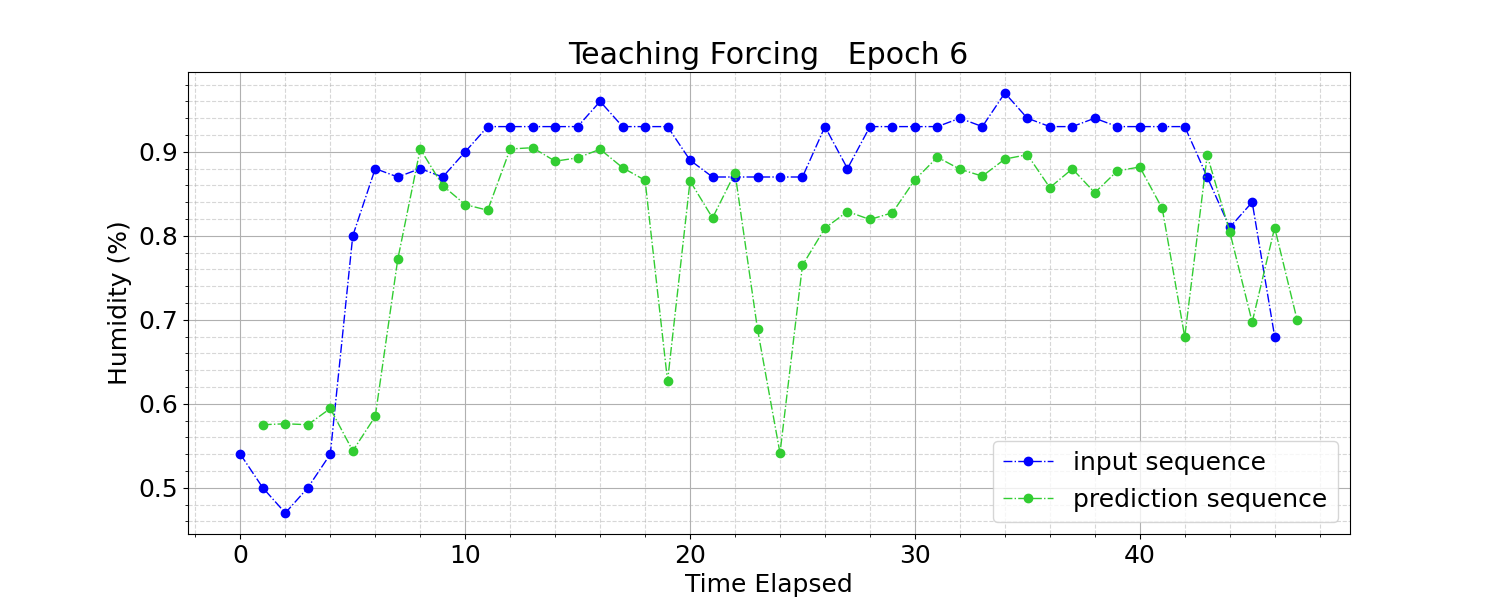 Teaching Forcing   Epoch 6
Humidity (%)
0.9
0.8
0.7
0.6
0.5
input sequence
prediction sequence
0 10 20 30 40
Time Elapsed